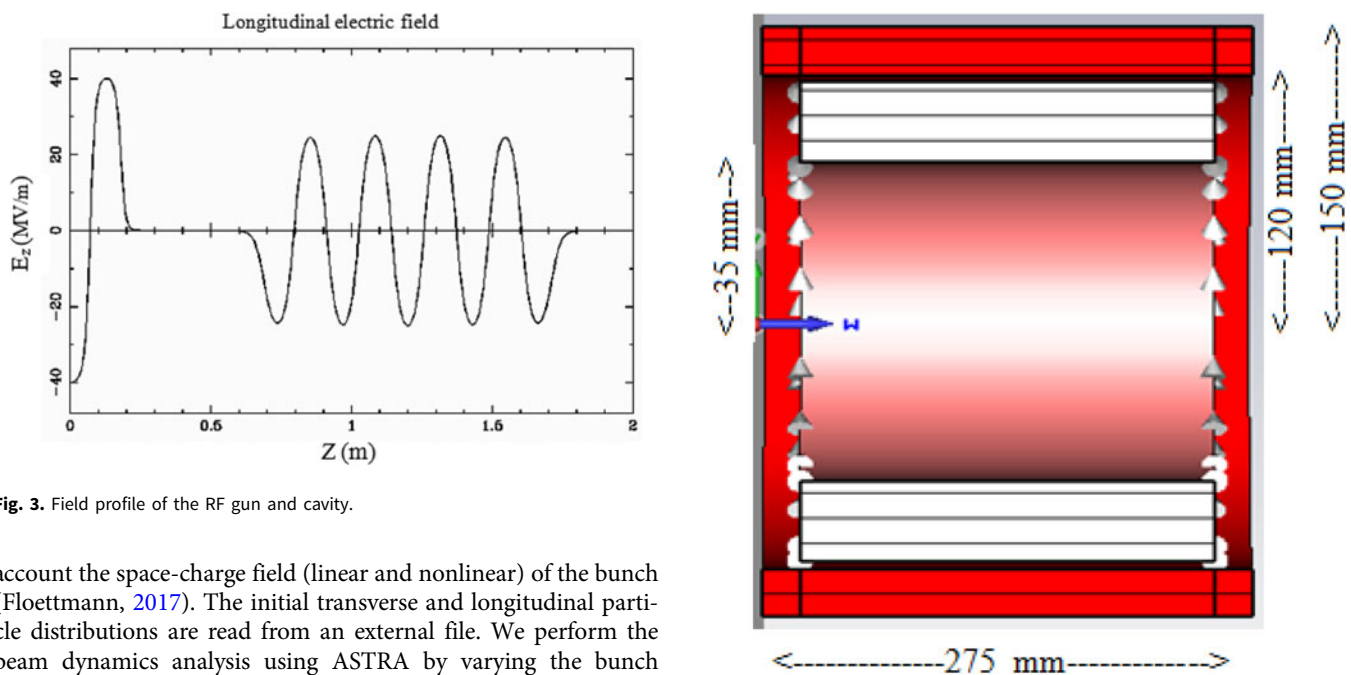 Longitudinal electric field
40
20
0
-20
-40
E_z (MV/m)
0 0.5 1 1.5 2
Z (m)
Fig. 3. Field profile of the RF gun and cavity.
account the space-charge field (linear and nonlinear) of the bunch
(Floettmann, 2017). The initial transverse and longitudinal parti-
cle distributions are read from an external file. We perform the
beam dynamics analysis using ASTRA by varying the bunch
<--35 mm-->
w
<-----120 mm----->
<-------150 mm------->
<-------------275 mm----------->